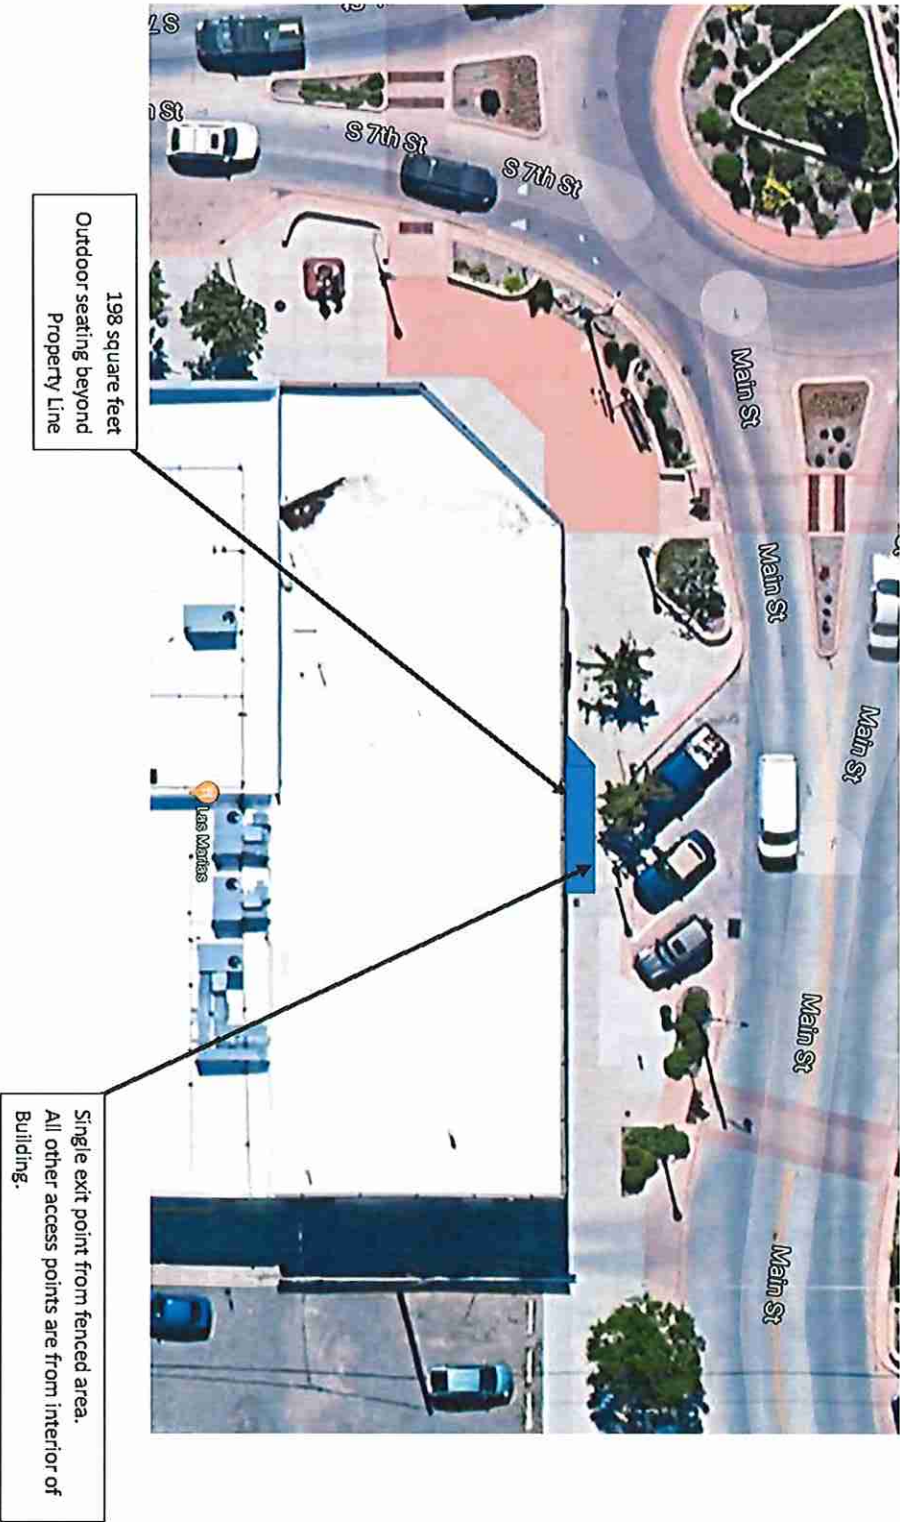 S 7th St
S 7th St
Main St
Main St
Main St
Main St
Main St
Las Marias
198 square feet
Outdoor seating beyond
Property Line
Single exit point from fenced area.
All other access points are from interior of
Building.